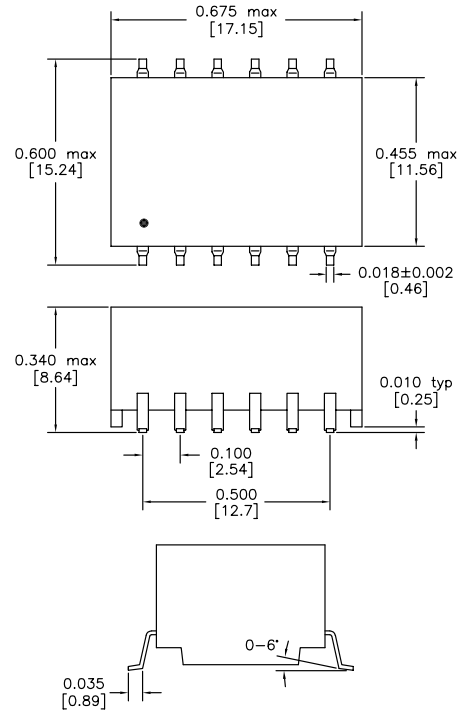 0.675 max
[17.15]
0.600 max
[15.24]
0.455 max
[11.56]
0.018±0.002
[0.46]
0.340 max
[8.64]
0.010 typ
[0.25]
0.100
[2.54]
0.500
[12.7]
0-6°
0.035
[0.89]